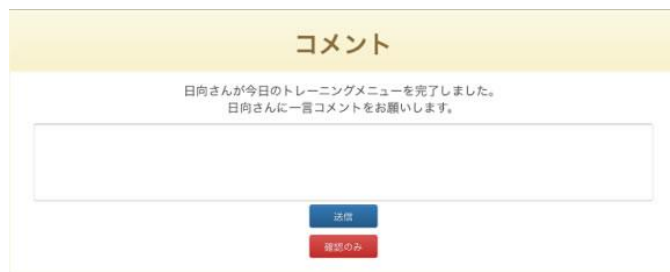 コメント
日向さんが今日のトレーニングメニューを完了しました。
日向さんに一言コメントをお願いします。
送信
確認のみ